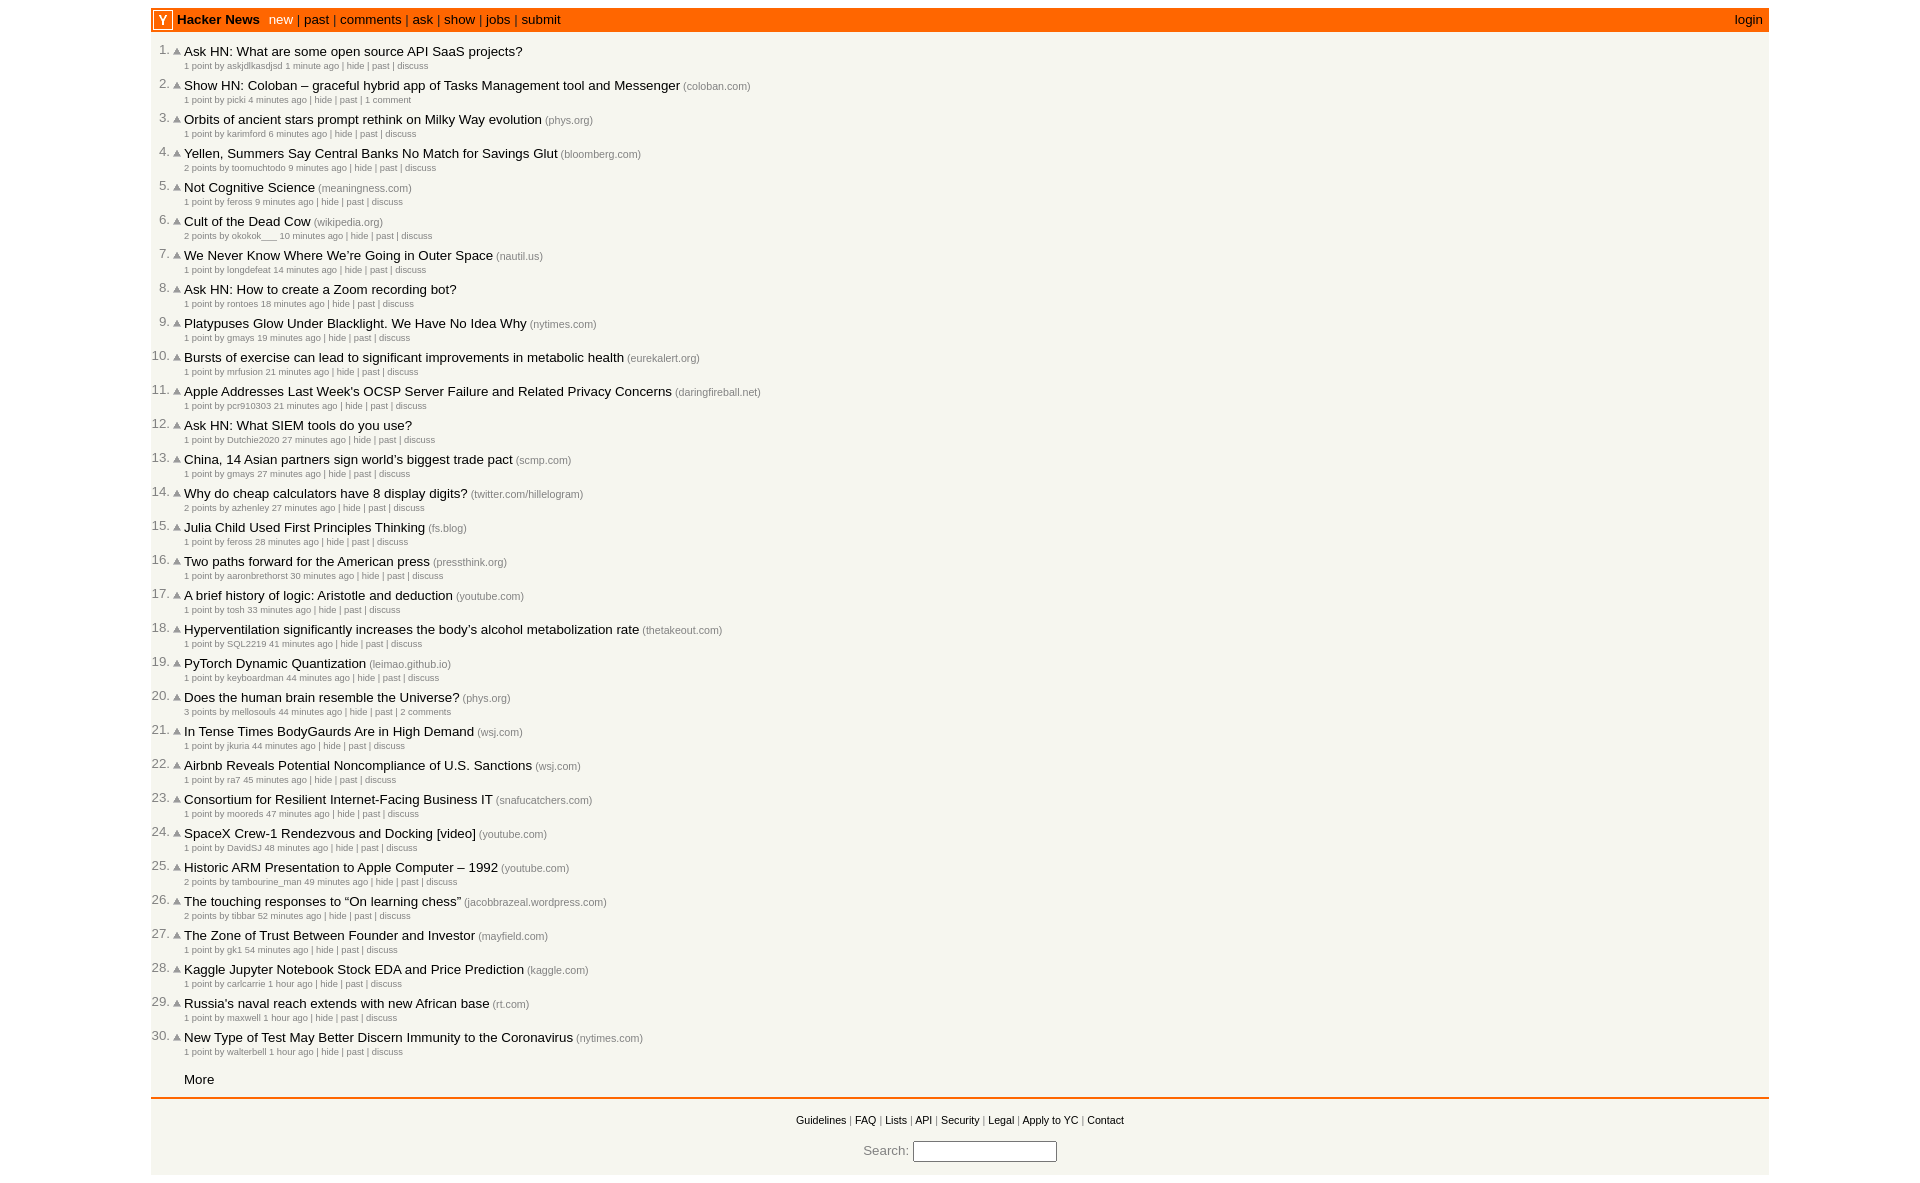 Y Hacker News new | past | comments | ask | show | jobs | submit login
1. Ask HN: What are some open source API SaaS projects?
1 point by askjdlkasdjsd 1 minute ago | hide | past | discuss
2. Show HN: Coloban – graceful hybrid app of Tasks Management tool and Messenger (coloban.com)
1 point by picki 4 minutes ago | hide | past | 1 comment
3. Orbits of ancient stars prompt rethink on Milky Way evolution (phys.org)
1 point by karimford 6 minutes ago | hide | past | discuss
4. Yellen, Summers Say Central Banks No Match for Savings Glut (bloomberg.com)
2 points by toomuchtodo 9 minutes ago | hide | past | discuss
5. Not Cognitive Science (meaningness.com)
1 point by feross 9 minutes ago | hide | past | discuss
6. Cult of the Dead Cow (wikipedia.org)
2 points by okokok___ 10 minutes ago | hide | past | discuss
7. We Never Know Where We’re Going in Outer Space (nautil.us)
1 point by longdefeat 14 minutes ago | hide | past | discuss
8. Ask HN: How to create a Zoom recording bot?
1 point by rontoes 18 minutes ago | hide | past | discuss
9. Platypuses Glow Under Blacklight. We Have No Idea Why (nytimes.com)
1 point by gmays 19 minutes ago | hide | past | discuss
10. Bursts of exercise can lead to significant improvements in metabolic health (eurekalert.org)
1 point by mrfusion 21 minutes ago | hide | past | discuss
11. Apple Addresses Last Week's OCSP Server Failure and Related Privacy Concerns (daringfireball.net)
1 point by pcr910303 21 minutes ago | hide | past | discuss
12. Ask HN: What SIEM tools do you use?
1 point by Dutchie2020 27 minutes ago | hide | past | discuss
13. China, 14 Asian partners sign world’s biggest trade pact (scmp.com)
1 point by gmays 27 minutes ago | hide | past | discuss
14. Why do cheap calculators have 8 display digits? (twitter.com/hillelogram)
2 points by azhenley 27 minutes ago | hide | past | discuss
15. Julia Child Used First Principles Thinking (fs.blog)
1 point by feross 28 minutes ago | hide | past | discuss
16. Two paths forward for the American press (pressthink.org)
1 point by aaronbrethorst 30 minutes ago | hide | past | discuss
17. A brief history of logic: Aristotle and deduction (youtube.com)
1 point by tosh 33 minutes ago | hide | past | discuss
18. Hyperventilation significantly increases the body’s alcohol metabolization rate (thetakeout.com)
1 point by SQL2219 41 minutes ago | hide | past | discuss
19. PyTorch Dynamic Quantization (leimao.github.io)
1 point by keyboardman 44 minutes ago | hide | past | discuss
20. Does the human brain resemble the Universe? (phys.org)
3 points by mellosouls 44 minutes ago | hide | past | 2 comments
21. In Tense Times BodyGaurds Are in High Demand (wsj.com)
1 point by jkuria 44 minutes ago | hide | past | discuss
22. Airbnb Reveals Potential Noncompliance of U.S. Sanctions (wsj.com)
1 point by ra7 45 minutes ago | hide | past | discuss
23. Consortium for Resilient Internet-Facing Business IT (snafucatchers.com)
1 point by mooreds 47 minutes ago | hide | past | discuss
24. SpaceX Crew-1 Rendezvous and Docking [video] (youtube.com)
1 point by DavidSJ 48 minutes ago | hide | past | discuss
25. Historic ARM Presentation to Apple Computer – 1992 (youtube.com)
2 points by tambourine_man 49 minutes ago | hide | past | discuss
26. The touching responses to “On learning chess” (jacobbrazeal.wordpress.com)
2 points by tibbar 52 minutes ago | hide | past | discuss
27. The Zone of Trust Between Founder and Investor (mayfield.com)
1 point by gk1 54 minutes ago | hide | past | discuss
28. Kaggle Jupyter Notebook Stock EDA and Price Prediction (kaggle.com)
1 point by carlcarrie 1 hour ago | hide | past | discuss
29. Russia's naval reach extends with new African base (rt.com)
1 point by maxwell 1 hour ago | hide | past | discuss
30. New Type of Test May Better Discern Immunity to the Coronavirus (nytimes.com)
1 point by walterbell 1 hour ago | hide | past | discuss
More
Guidelines | FAQ | Lists | API | Security | Legal | Apply to YC | Contact
Search: